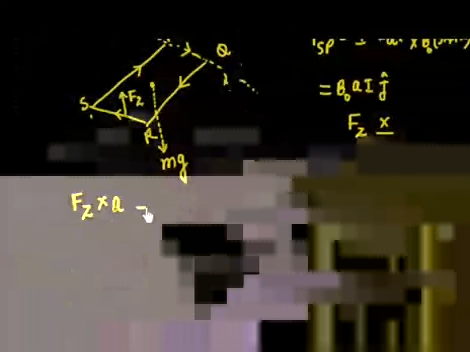 Q
= B₀ a I ĵ
S
F_Z
F_Z x
R
mg
F_Z × a =